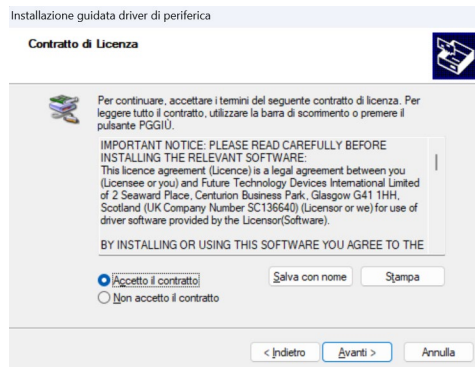 Installazione guidata driver di periferica
Contratto di Licenza
Per continuare, accettare i termini del seguente contratto di licenza. Per
leggere tutto il contratto, utilizzare la barra di scorrimento o premere il
pulsante PGGIÙ.
IMPORTANT NOTICE: PLEASE READ CAREFULLY BEFORE
INSTALLING THE RELEVANT SOFTWARE:
This licence agreement (Licence) is a legal agreement between you
(Licensee or you) and Future Technology Devices International Limited
of 2 Seaward Place, Centurion Business Park, Glasgow G41 1HH,
Scotland (UK Company Number SC136640) (Licensor or we) for use of
driver software provided by the Licensor(Software).
BY INSTALLING OR USING THIS SOFTWARE YOU AGREE TO THE
Accetto il contratto
Salva con nome
Stampa
Non accetto il contratto
< Indietro
Avanti >
Annulla